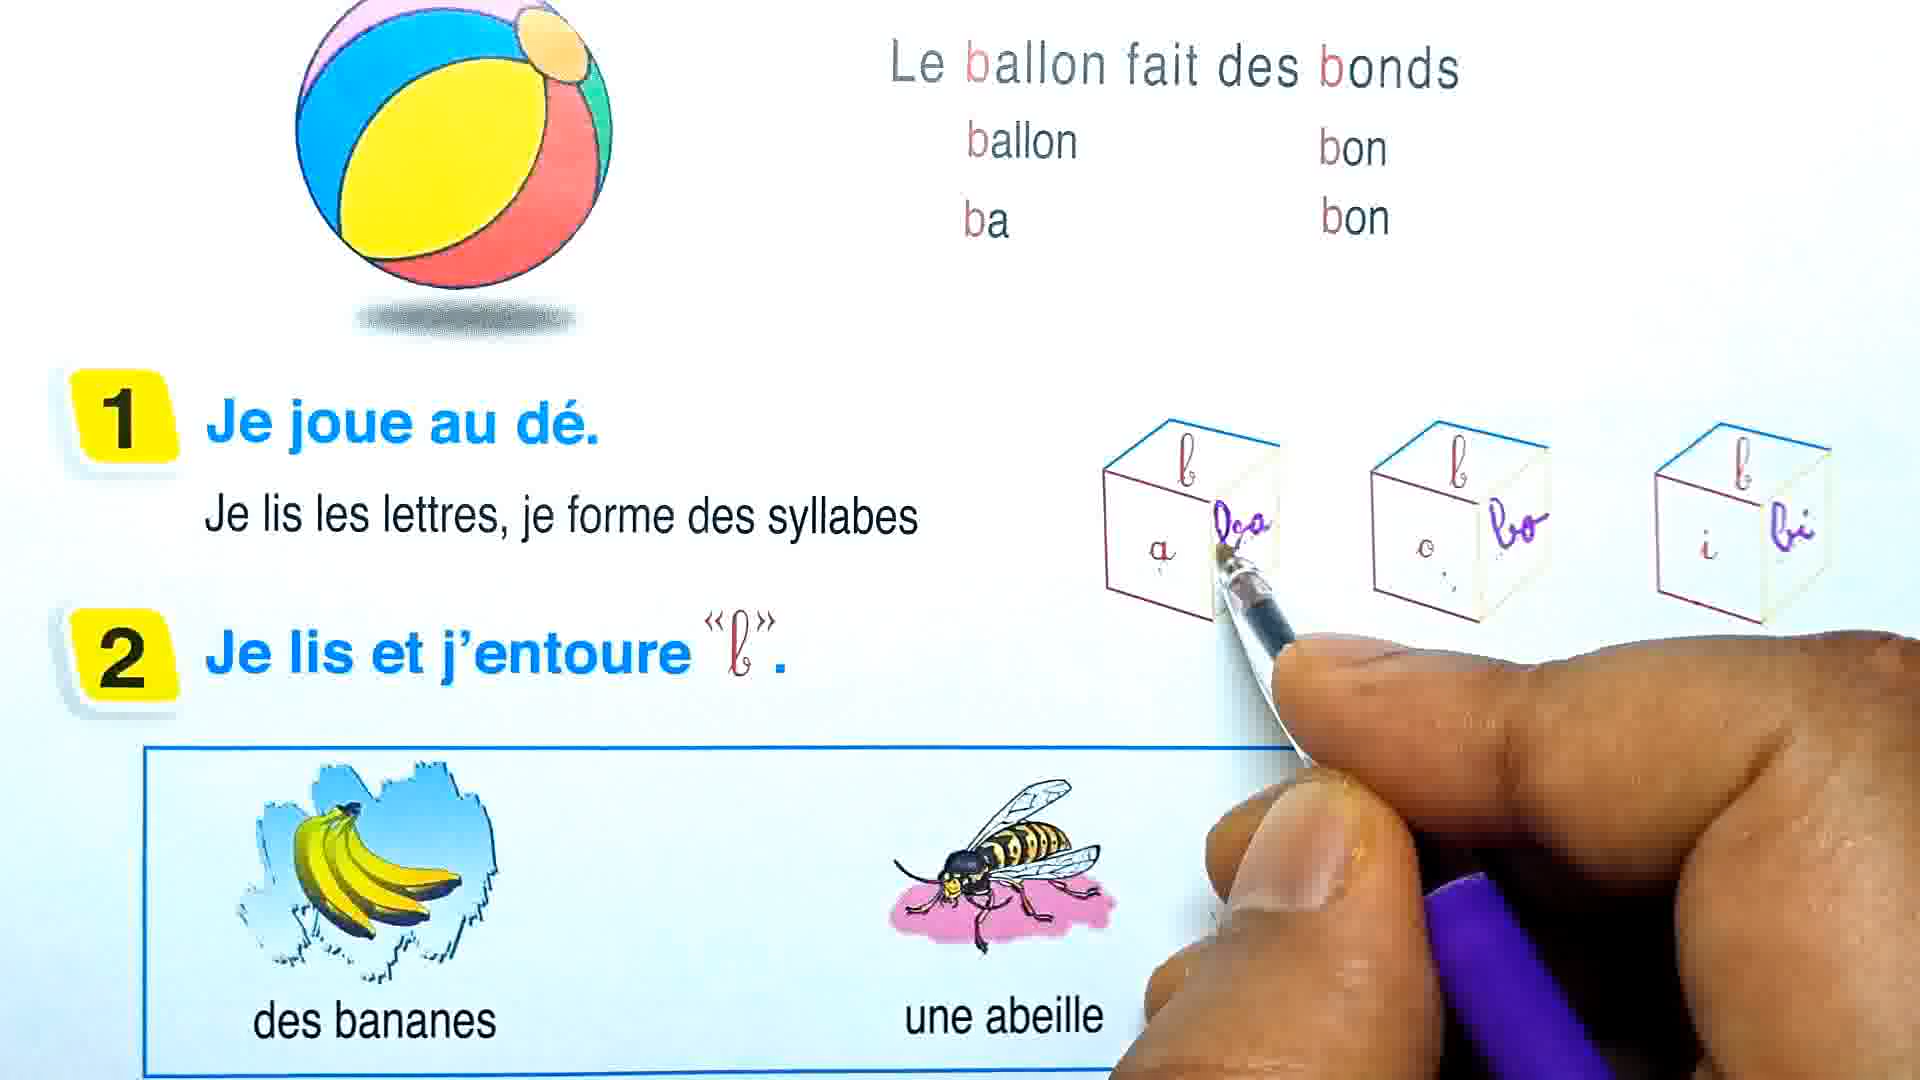 Le ballon fait des bonds
ballon bon
ba bon
1 Je joue au dé.
Je lis les lettres, je forme des syllabes
b b b
a ba o bo i bi
2 Je lis et j’entoure “b”.
des bananes une abeille